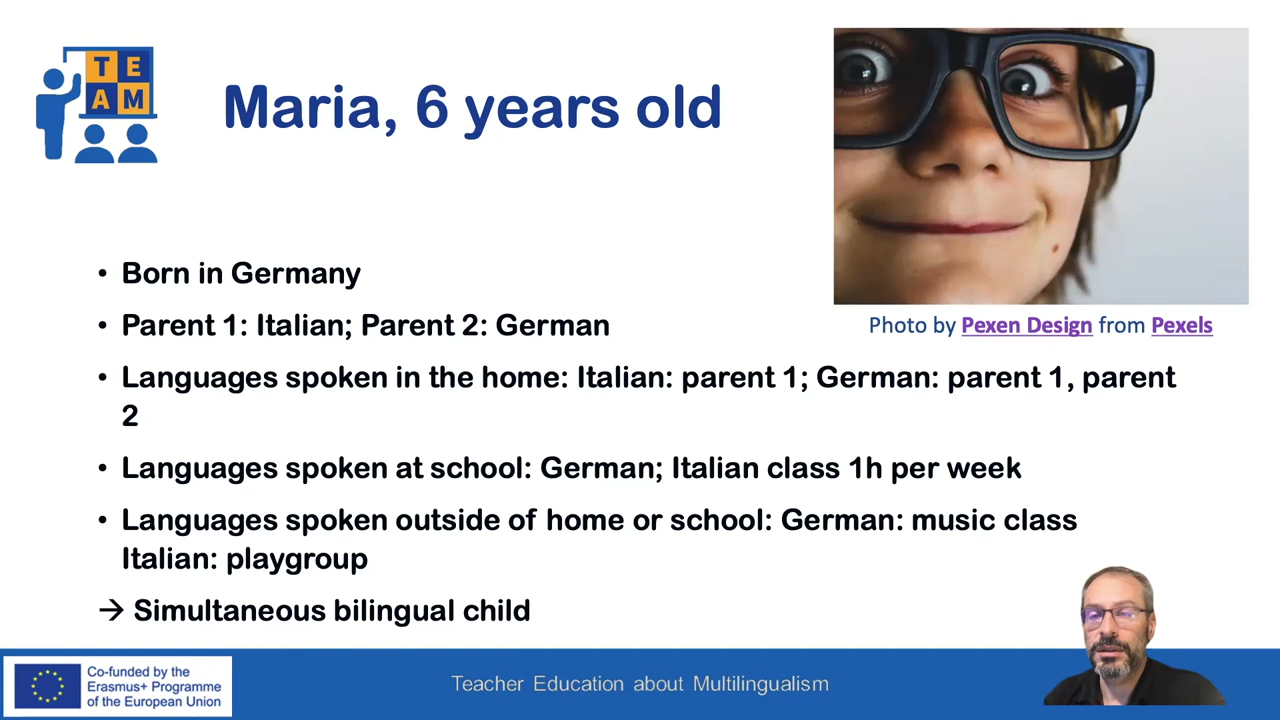 TE
AM
Maria, 6 years old
Photo by Pexen Design from Pexels
• Born in Germany
• Parent 1: Italian; Parent 2: German
• Languages spoken in the home: Italian: parent 1; German: parent 1, parent
2
• Languages spoken at school: German; Italian class 1h per week
• Languages spoken outside of home or school: German: music class
Italian: playgroup
→ Simultaneous bilingual child
Co-funded by the
Erasmus+ Programme
of the European Union
Teacher Education about Multilingualism